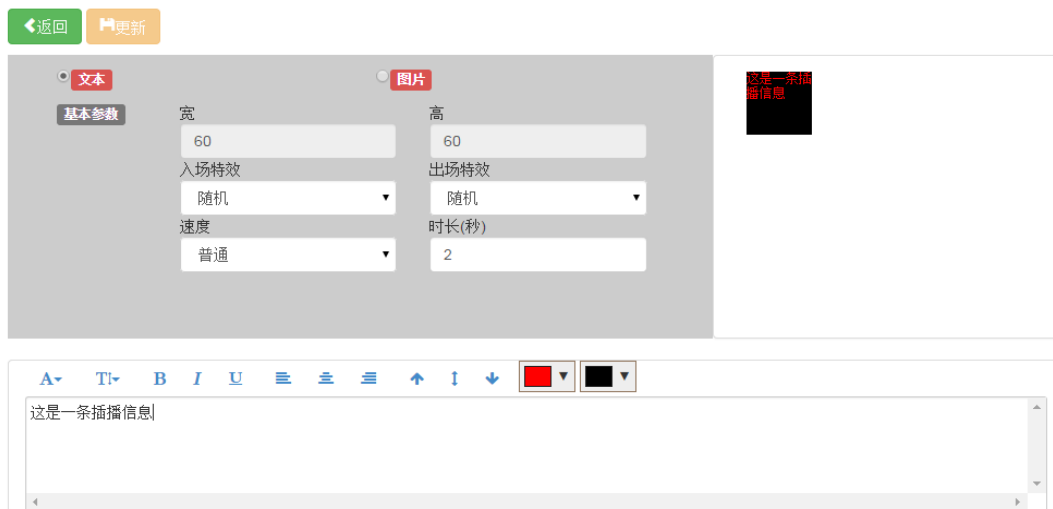 返回 更新
文本 图片
基本参数 宽 高
60 60
入场特效 出场特效
随机 随机
速度 时长(秒)
普通 2
这是一条插
播信息
A T B I U
这是一条插播信息